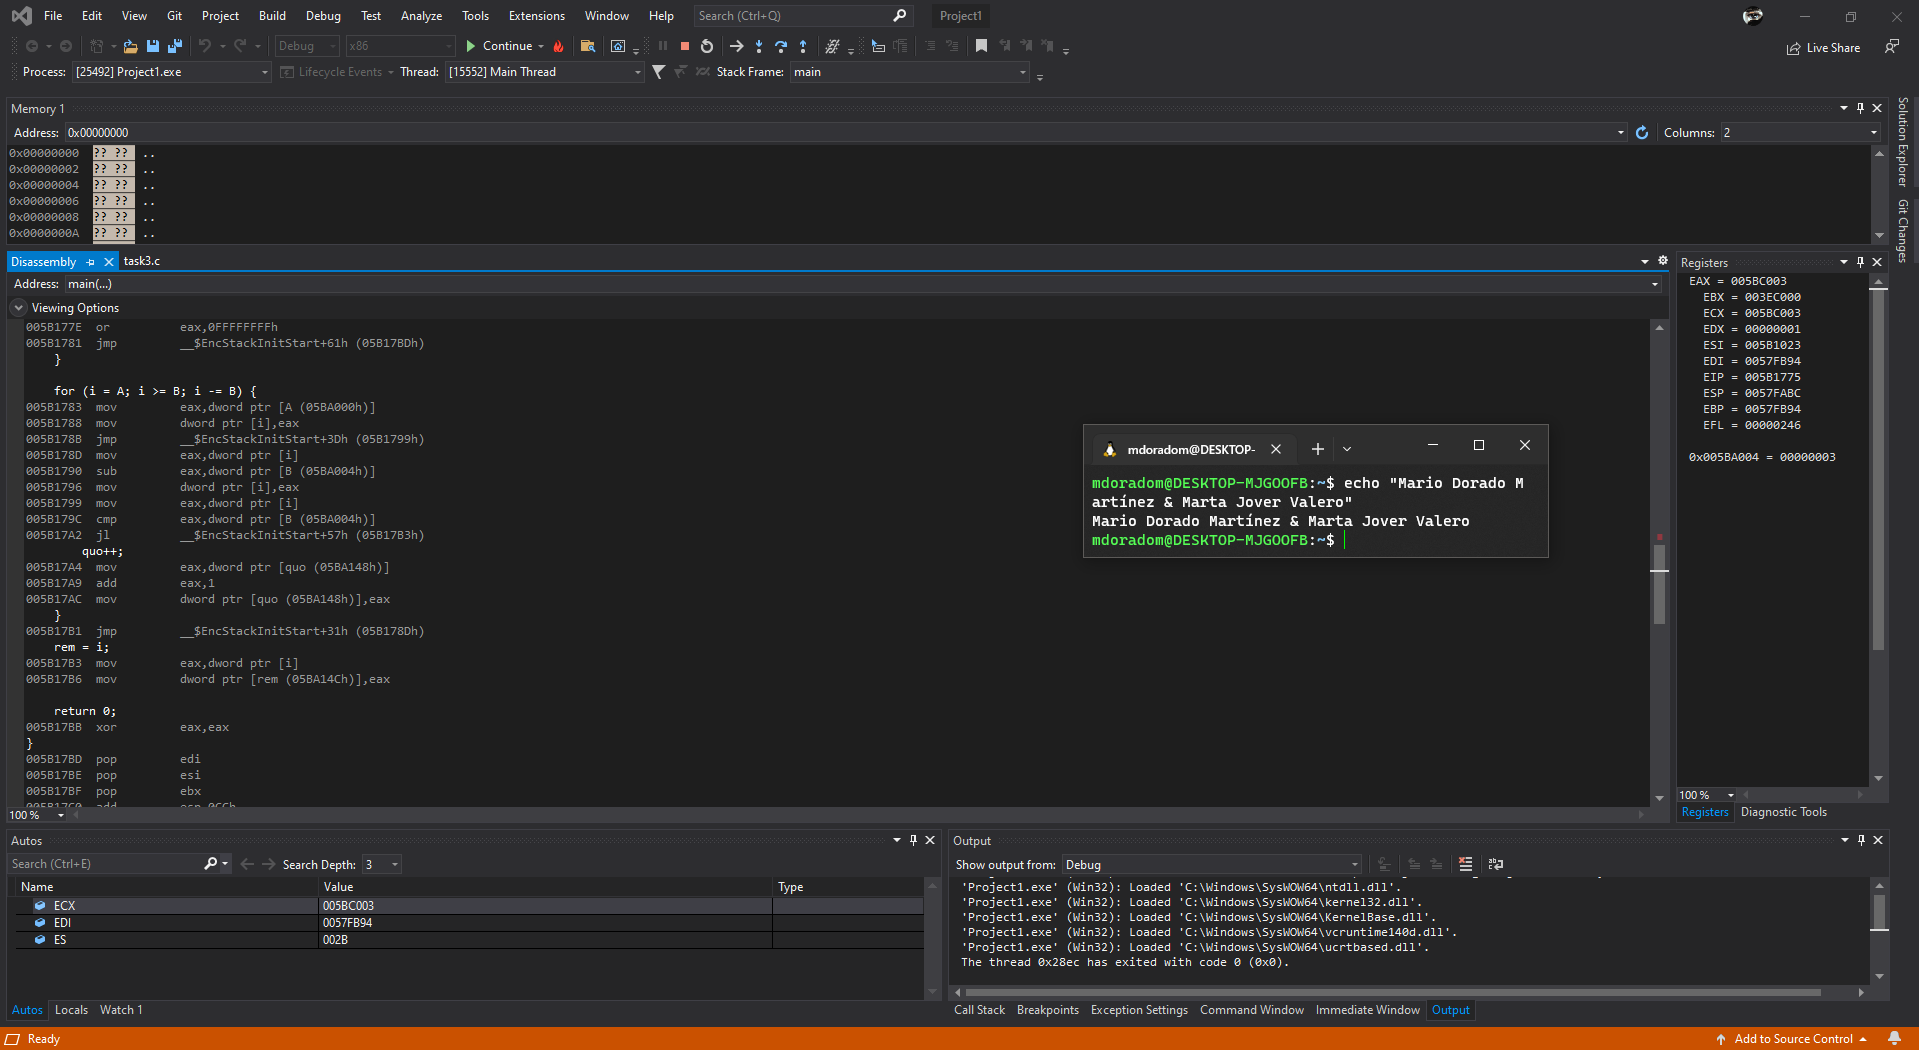 File Edit View Git Project Build Debug Test Analyze Tools Extensions Window Help Search (Ctrl+Q) Project1
Debug x86 Continue Live Share
Process: [25492] Project1.exe Lifecycle Events Thread: [15552] Main Thread Stack Frame: main
Memory 1
Address: 0x00000000 Columns: 2
0x00000000 ?? ?? ..
0x00000002 ?? ?? ..
0x00000004 ?? ?? ..
0x00000006 ?? ?? ..
0x00000008 ?? ?? ..
0x0000000A ?? ?? ..
Solution Explorer
Git Changes
Disassembly task3.c
Address: main(...)
Viewing Options
005B177E or eax,0FFFFFFFFh
005B1781 jmp __$EncStackInitStart+61h (05B17BDh)
}
for (i = A; i >= B; i -= B) {
005B1783 mov eax,dword ptr [A (05BA000h)]
005B1788 mov dword ptr [i],eax
005B178B jmp __$EncStackInitStart+3Dh (05B1799h)
005B178D mov eax,dword ptr [i]
005B1790 sub eax,dword ptr [B (05BA004h)]
005B1796 mov dword ptr [i],eax
005B1799 mov eax,dword ptr [i]
005B179C cmp eax,dword ptr [B (05BA004h)]
005B17A2 jl __$EncStackInitStart+57h (05B17B3h)
quo++;
005B17A4 mov eax,dword ptr [quo (05BA148h)]
005B17A9 add eax,1
005B17AC mov dword ptr [quo (05BA148h)],eax
}
005B17B1 jmp __$EncStackInitStart+31h (05B178Dh)
rem = i;
005B17B3 mov eax,dword ptr [i]
005B17B6 mov dword ptr [rem (05BA14Ch)],eax
return 0;
005B17BB xor eax,eax
}
005B17BD pop edi
005B17BE pop esi
005B17BF pop ebx
005B17C0 add esp,0CCh
100 %
mdoradom@DESKTOP-
mdoradom@DESKTOP-MJGOOFB:~$ echo "Mario Dorado M
artínez & Marta Jover Valero"
Mario Dorado Martínez & Marta Jover Valero
mdoradom@DESKTOP-MJGOOFB:~$
Registers
EAX = 005BC003
EBX = 003EC000
ECX = 005BC003
EDX = 00000001
ESI = 005B1023
EDI = 0057FB94
EIP = 005B1775
ESP = 0057FABC
EBP = 0057FB94
EFL = 00000246
0x005BA004 = 00000003
100 %
Registers Diagnostic Tools
Autos
Search (Ctrl+E) Search Depth: 3
Name Value Type
ECX 005BC003
EDI 0057FB94
ES 002B
Autos Locals Watch 1
Output
Show output from: Debug
'Project1.exe' (Win32): Loaded 'C:\Windows\SysWOW64\ntdll.dll'.
'Project1.exe' (Win32): Loaded 'C:\Windows\SysWOW64\kernel32.dll'.
'Project1.exe' (Win32): Loaded 'C:\Windows\SysWOW64\KernelBase.dll'.
'Project1.exe' (Win32): Loaded 'C:\Windows\SysWOW64\vcruntime140d.dll'.
'Project1.exe' (Win32): Loaded 'C:\Windows\SysWOW64\ucrtbased.dll'.
The thread 0x28ec has exited with code 0 (0x0).
Call Stack Breakpoints Exception Settings Command Window Immediate Window Output
Ready Add to Source Control